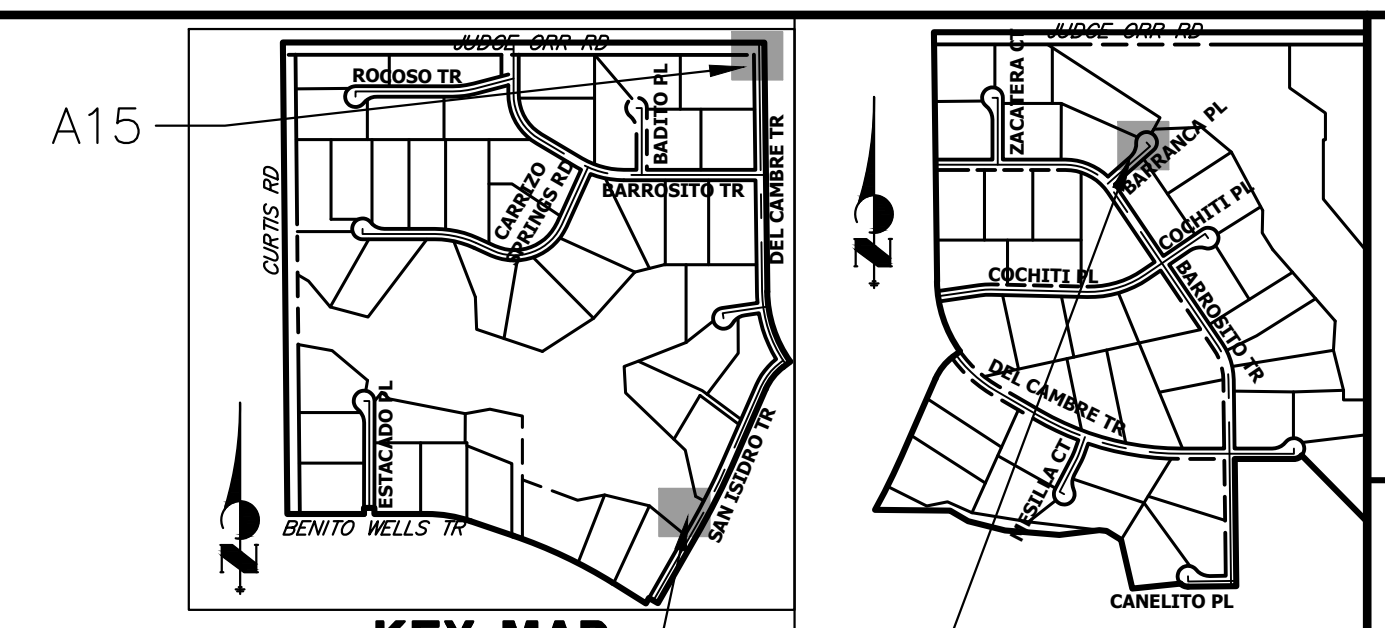 JUDGE ORR RD
ROCOSO TR
A15
BADITO PL
DEL CAMBRE TR
CARRIZO
SPRINGS RD
BARROSITO TR
CURTIS RD
ESTACADO PL
SAN ISIDRO TR
BENITO WELLS TR
N
KEY MAP
JUDGE ORR RD
ZACATERA CT
BARRANCA PL
COCHITI PL
COCHITI PL
BARROSITO TR
DEL CAMBRE TR
MESILLA CT
N
CANELITO PL